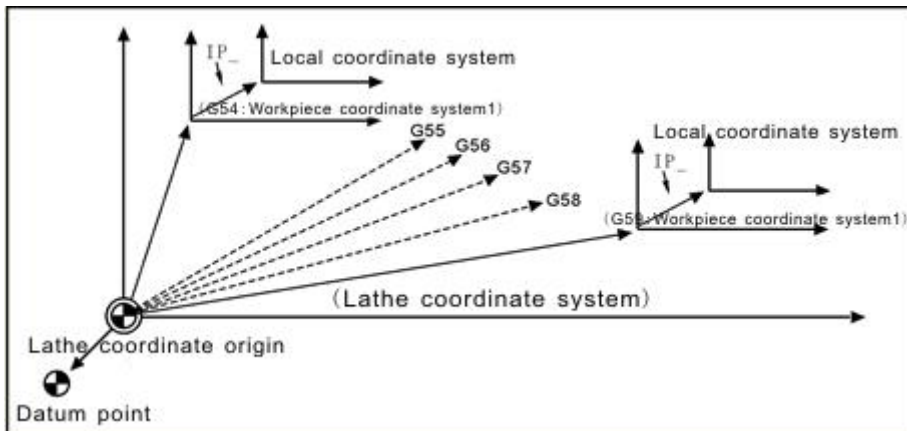 IP_
Local coordinate system
(G54:Workpiece coordinate system1)
G55
G56
G57
G58
Local coordinate system
IP_
(G59:Workpiece coordinate system1)
(Lathe coordinate system)
Lathe coordinate origin
Datum point